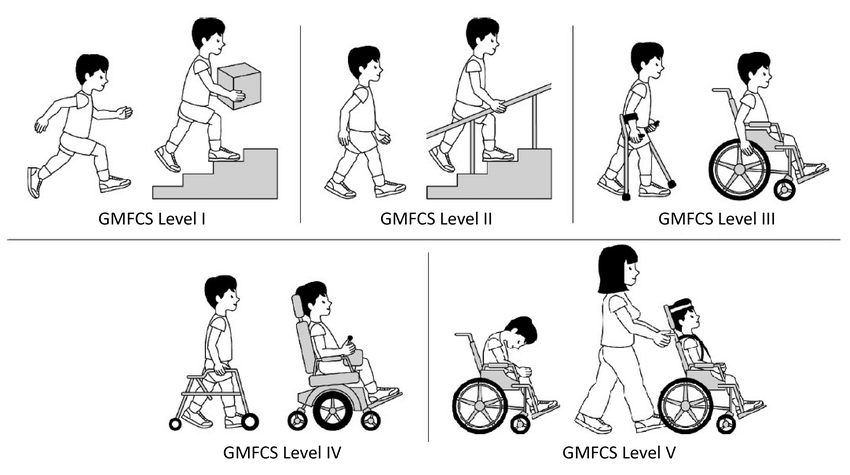 GMFCS Level I
GMFCS Level II
GMFCS Level III
GMFCS Level IV
GMFCS Level V